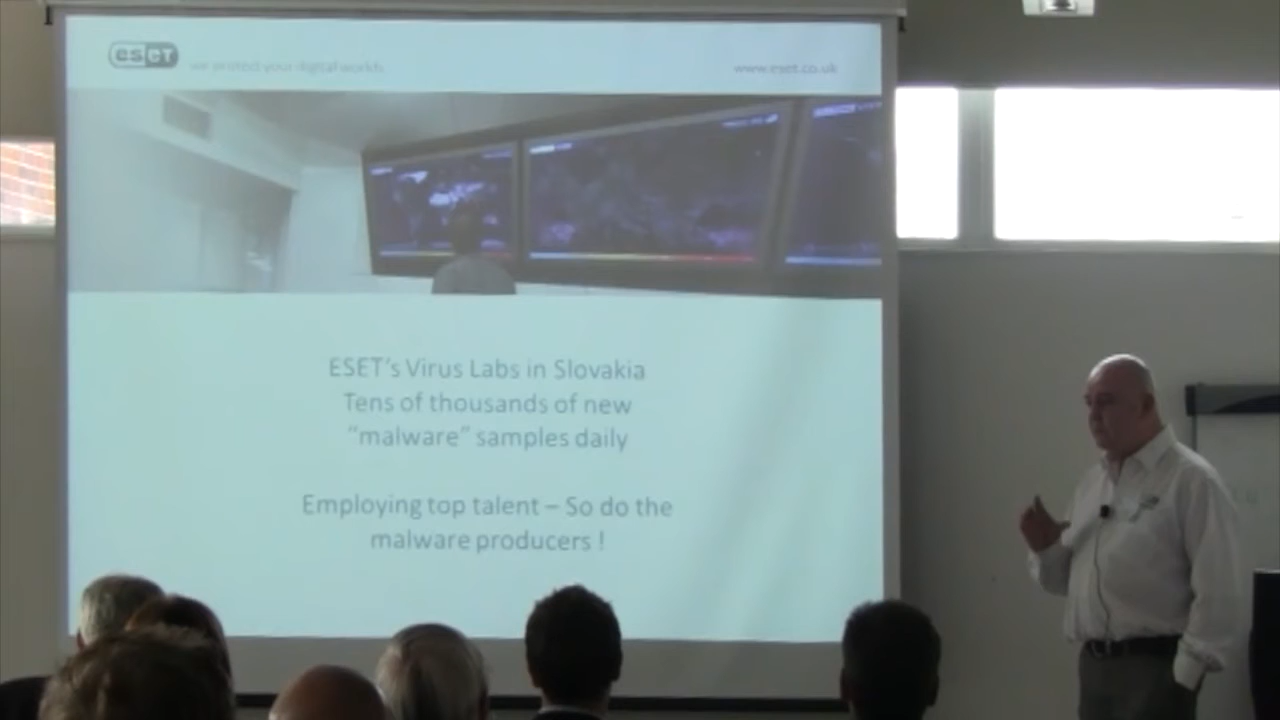 eseT
we protect your digital worlds
www.eset.co.uk
ESET's Virus Labs in Slovakia
Tens of thousands of new
"malware" samples daily
Employing top talent – So do the
malware producers !